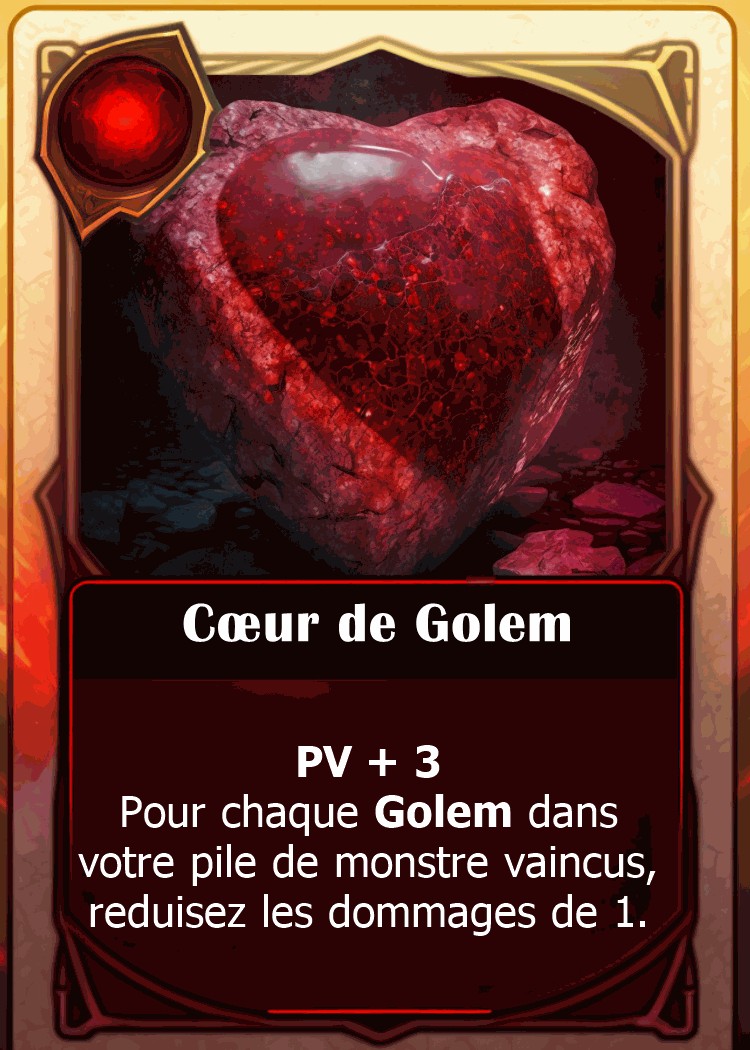 Cœur de Golem
PV + 3
Pour chaque Golem dans
votre pile de monstre vaincus,
reduisez les dommages de 1.